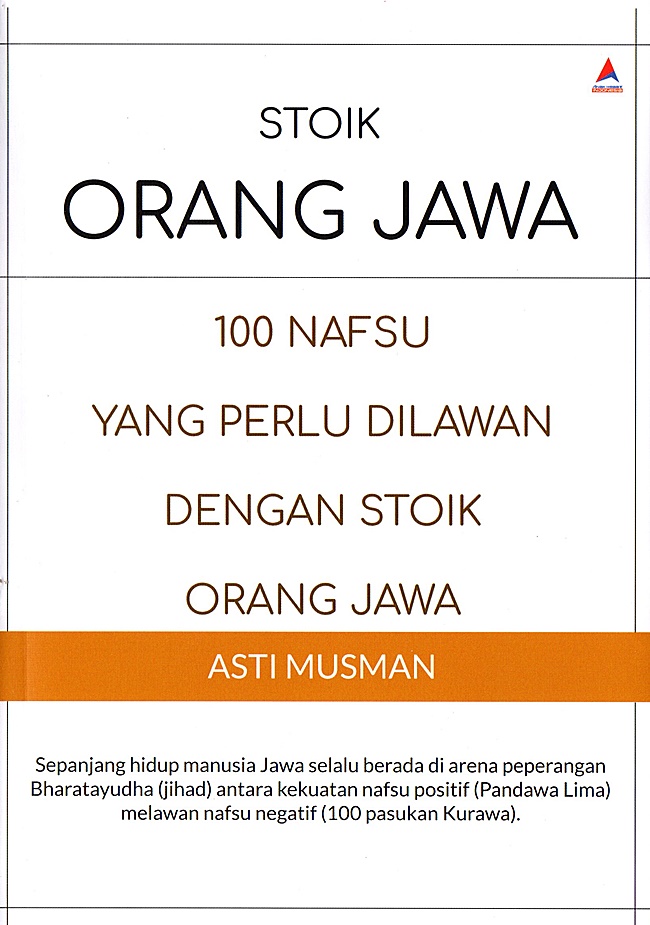 STOIK
ORANG JAWA
100 NAFSU
YANG PERLU DILAWAN
DENGAN STOIK
ORANG JAWA
ASTI MUSMAN
Sepanjang hidup manusia Jawa selalu berada di arena peperangan
Bharatayudha (jihad) antara kekuatan nafsu positif (Pandawa Lima)
melawan nafsu negatif (100 pasukan Kurawa).